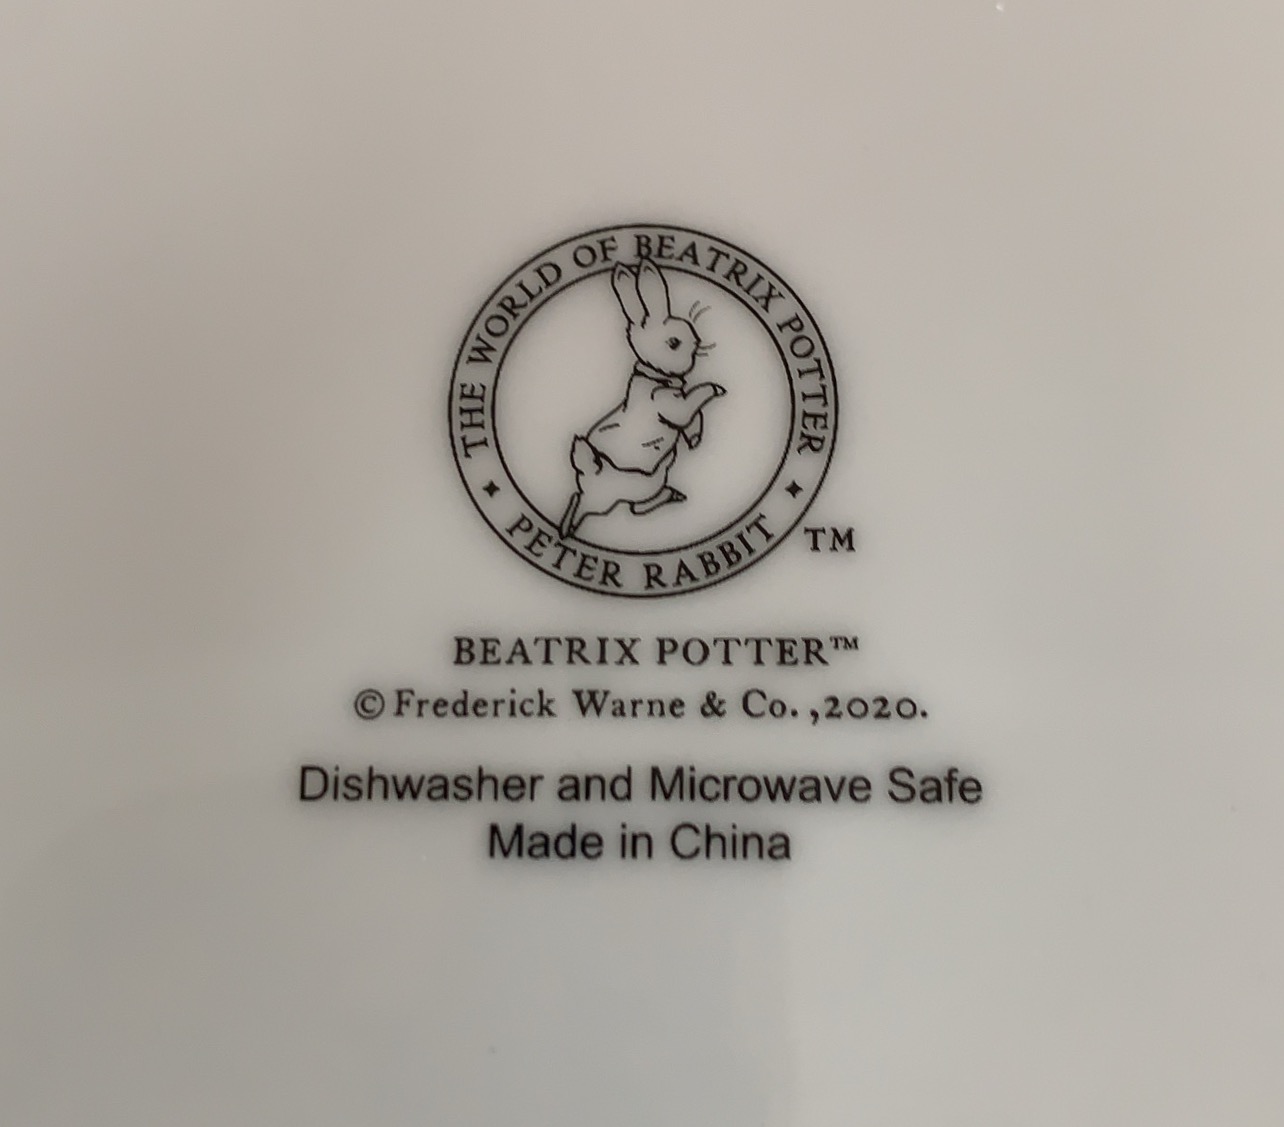 THE WORLD OF BEATRIX POTTER
PETER RABBIT
TM
BEATRIX POTTER™
© Frederick Warne & Co. ,2020.
Dishwasher and Microwave Safe
Made in China